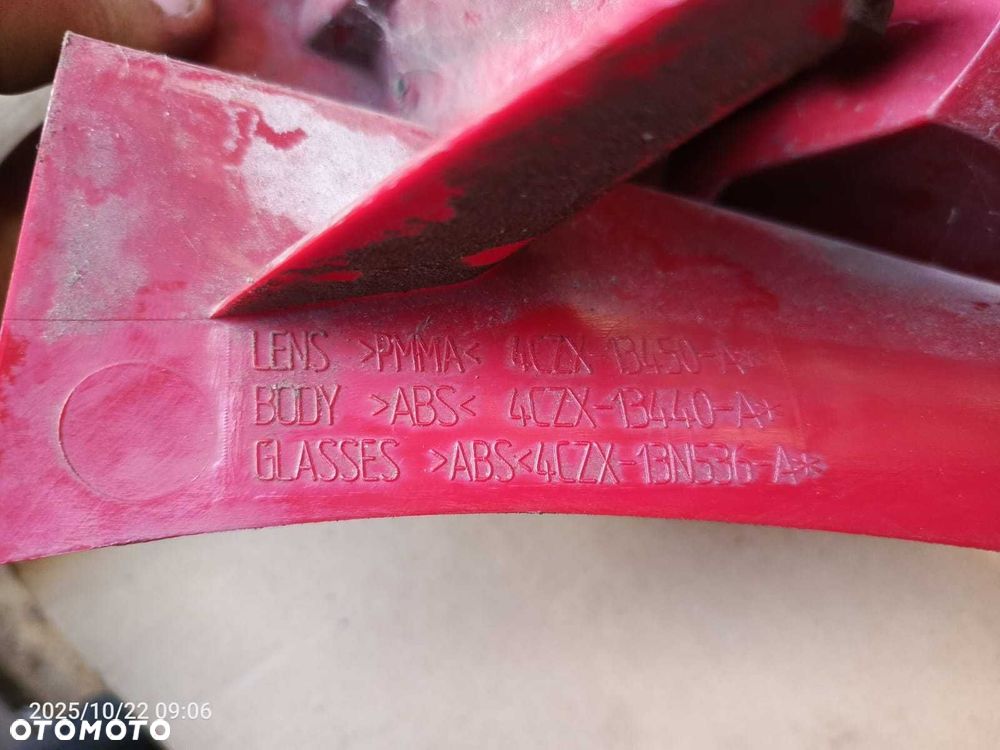 LENS >PMMA< 4CZX-13450-A*
BODY >ABS< 4CZX-13440-A*
GLASSES >ABS<4CZX-13N536-A*
2025/10/22 09:06
OTOMOTO